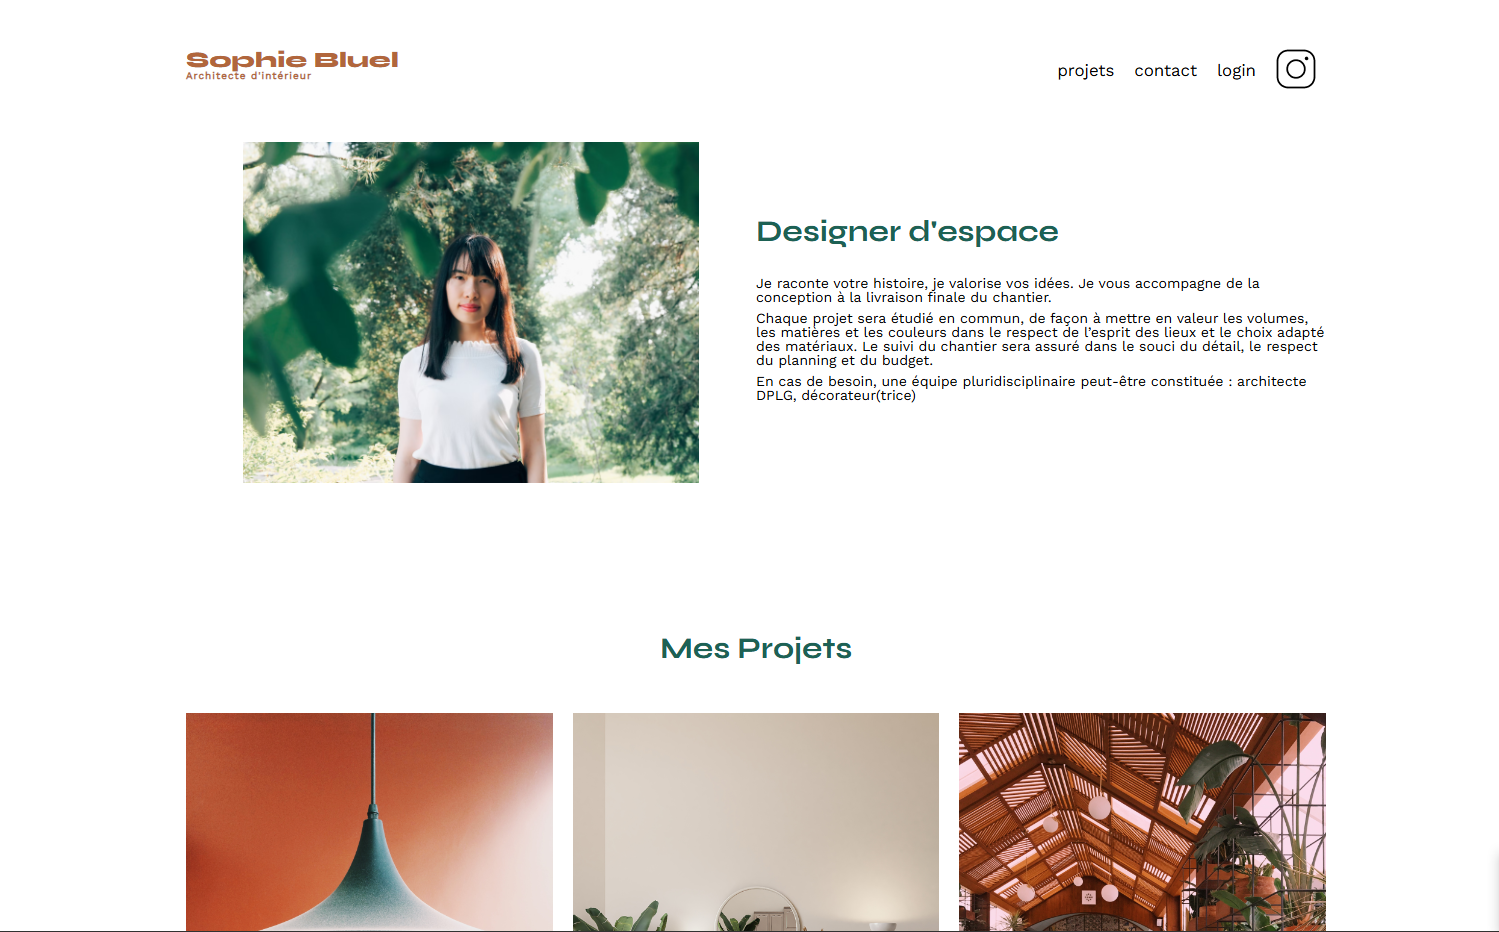 Sophie Bluel
Architecte d'intérieur
projets contact login
Designer d'espace
Je raconte votre histoire, je valorise vos idées. Je vous accompagne de la
conception à la livraison finale du chantier.
Chaque projet sera étudié en commun, de façon à mettre en valeur les volumes,
les matières et les couleurs dans le respect de l’esprit des lieux et le choix adapté
des matériaux. Le suivi du chantier sera assuré dans le souci du détail, le respect
du planning et du budget.
En cas de besoin, une équipe pluridisciplinaire peut-être constituée : architecte
DPLG, décorateur(trice)
Mes Projets